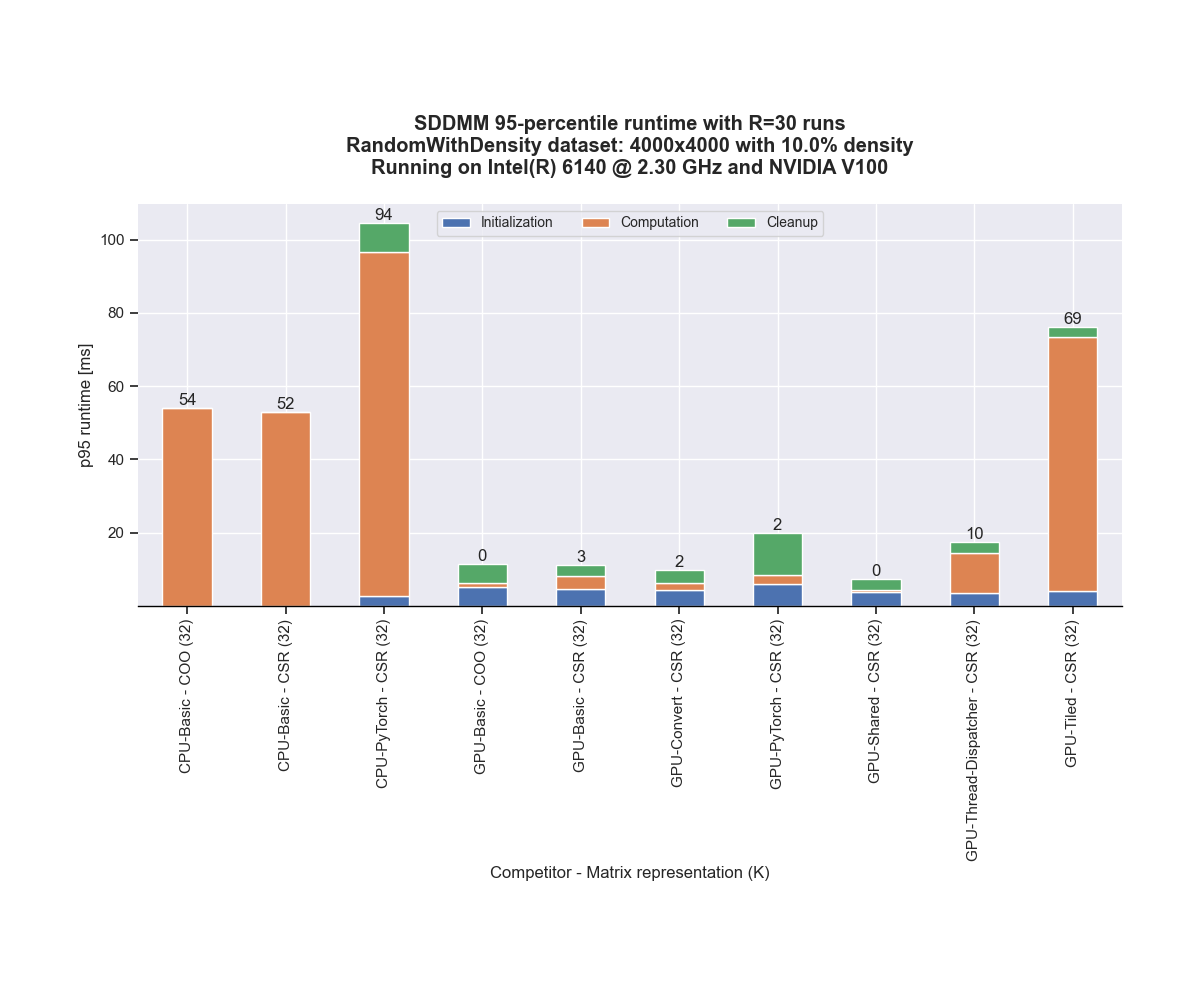 SDDMM 95-percentile runtime with R=30 runs
RandomWithDensity dataset: 4000x4000 with 10.0% density
Running on Intel(R) 6140 @ 2.30 GHz and NVIDIA V100
Initialization
Computation
Cleanup
p95 runtime [ms]
100
80
60
40
20
54
52
94
0
3
2
2
0
10
69
CPU-Basic - COO (32)
CPU-Basic - CSR (32)
CPU-PyTorch - CSR (32)
GPU-Basic - COO (32)
GPU-Basic - CSR (32)
GPU-Convert - CSR (32)
GPU-PyTorch - CSR (32)
GPU-Shared - CSR (32)
GPU-Thread-Dispatcher - CSR (32)
GPU-Tiled - CSR (32)
Competitor - Matrix representation (K)